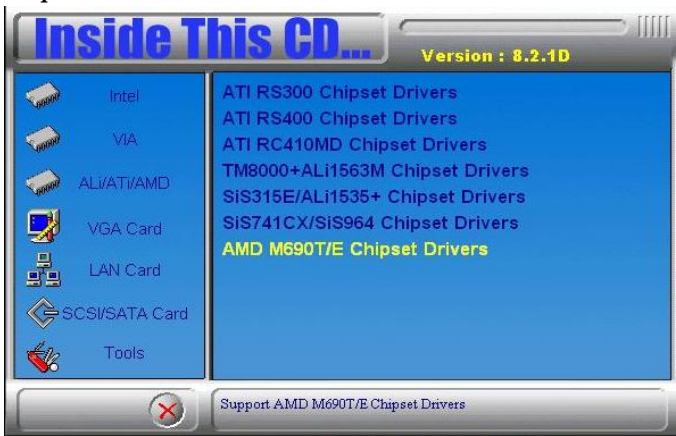 Inside This CD...
Version : 8.2.1D
Intel
VIA
ALi/ATi/AMD
VGA Card
LAN Card
SCSI/SATA Card
Tools
ATI RS300 Chipset Drivers
ATI RS400 Chipset Drivers
ATI RC410MD Chipset Drivers
TM8000+ALi1563M Chipset Drivers
SiS315E/ALi1535+ Chipset Drivers
SiS741CX/SiS964 Chipset Drivers
AMD M690T/E Chipset Drivers
Support AMD M690T/E Chipset Drivers